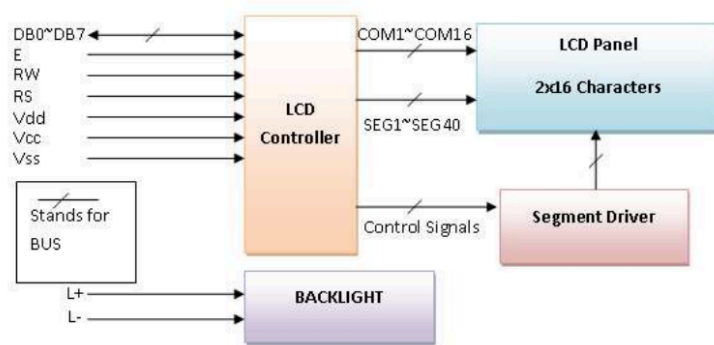 DB0~DB7
E
RW
RS
Vdd
Vcc
Vss
LCD
Controller
COM1~COM16
SEG1~SEG40
Control Signals
LCD Panel
2x16 Characters
Segment Driver
Stands for
BUS
L+
L-
BACKLIGHT